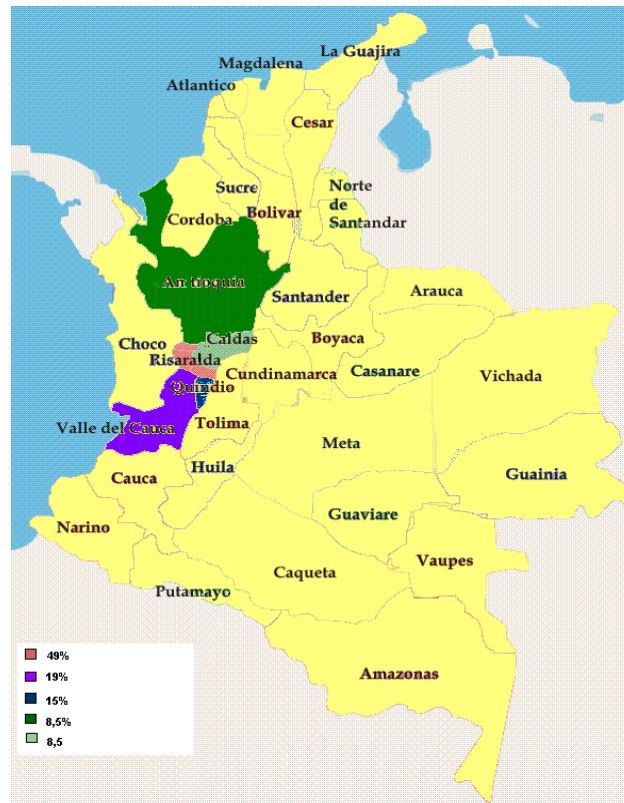 La Guajira
Magdalena
Atlantico
Cesar
Sucre
Norte
de
Santandar
Bolivar
Cordoba
Antioquia
Santander
Arauca
Choco
Caldas
Boyaca
Risaralda
Cundinamarca
Casanare
Vichada
Quindio
Valle del Cauca
Tolima
Meta
Huila
Guainia
Cauca
Guaviare
Narino
Vaupes
Caqueta
Putamayo
Amazonas
49%
19%
15%
8,5%
8,5